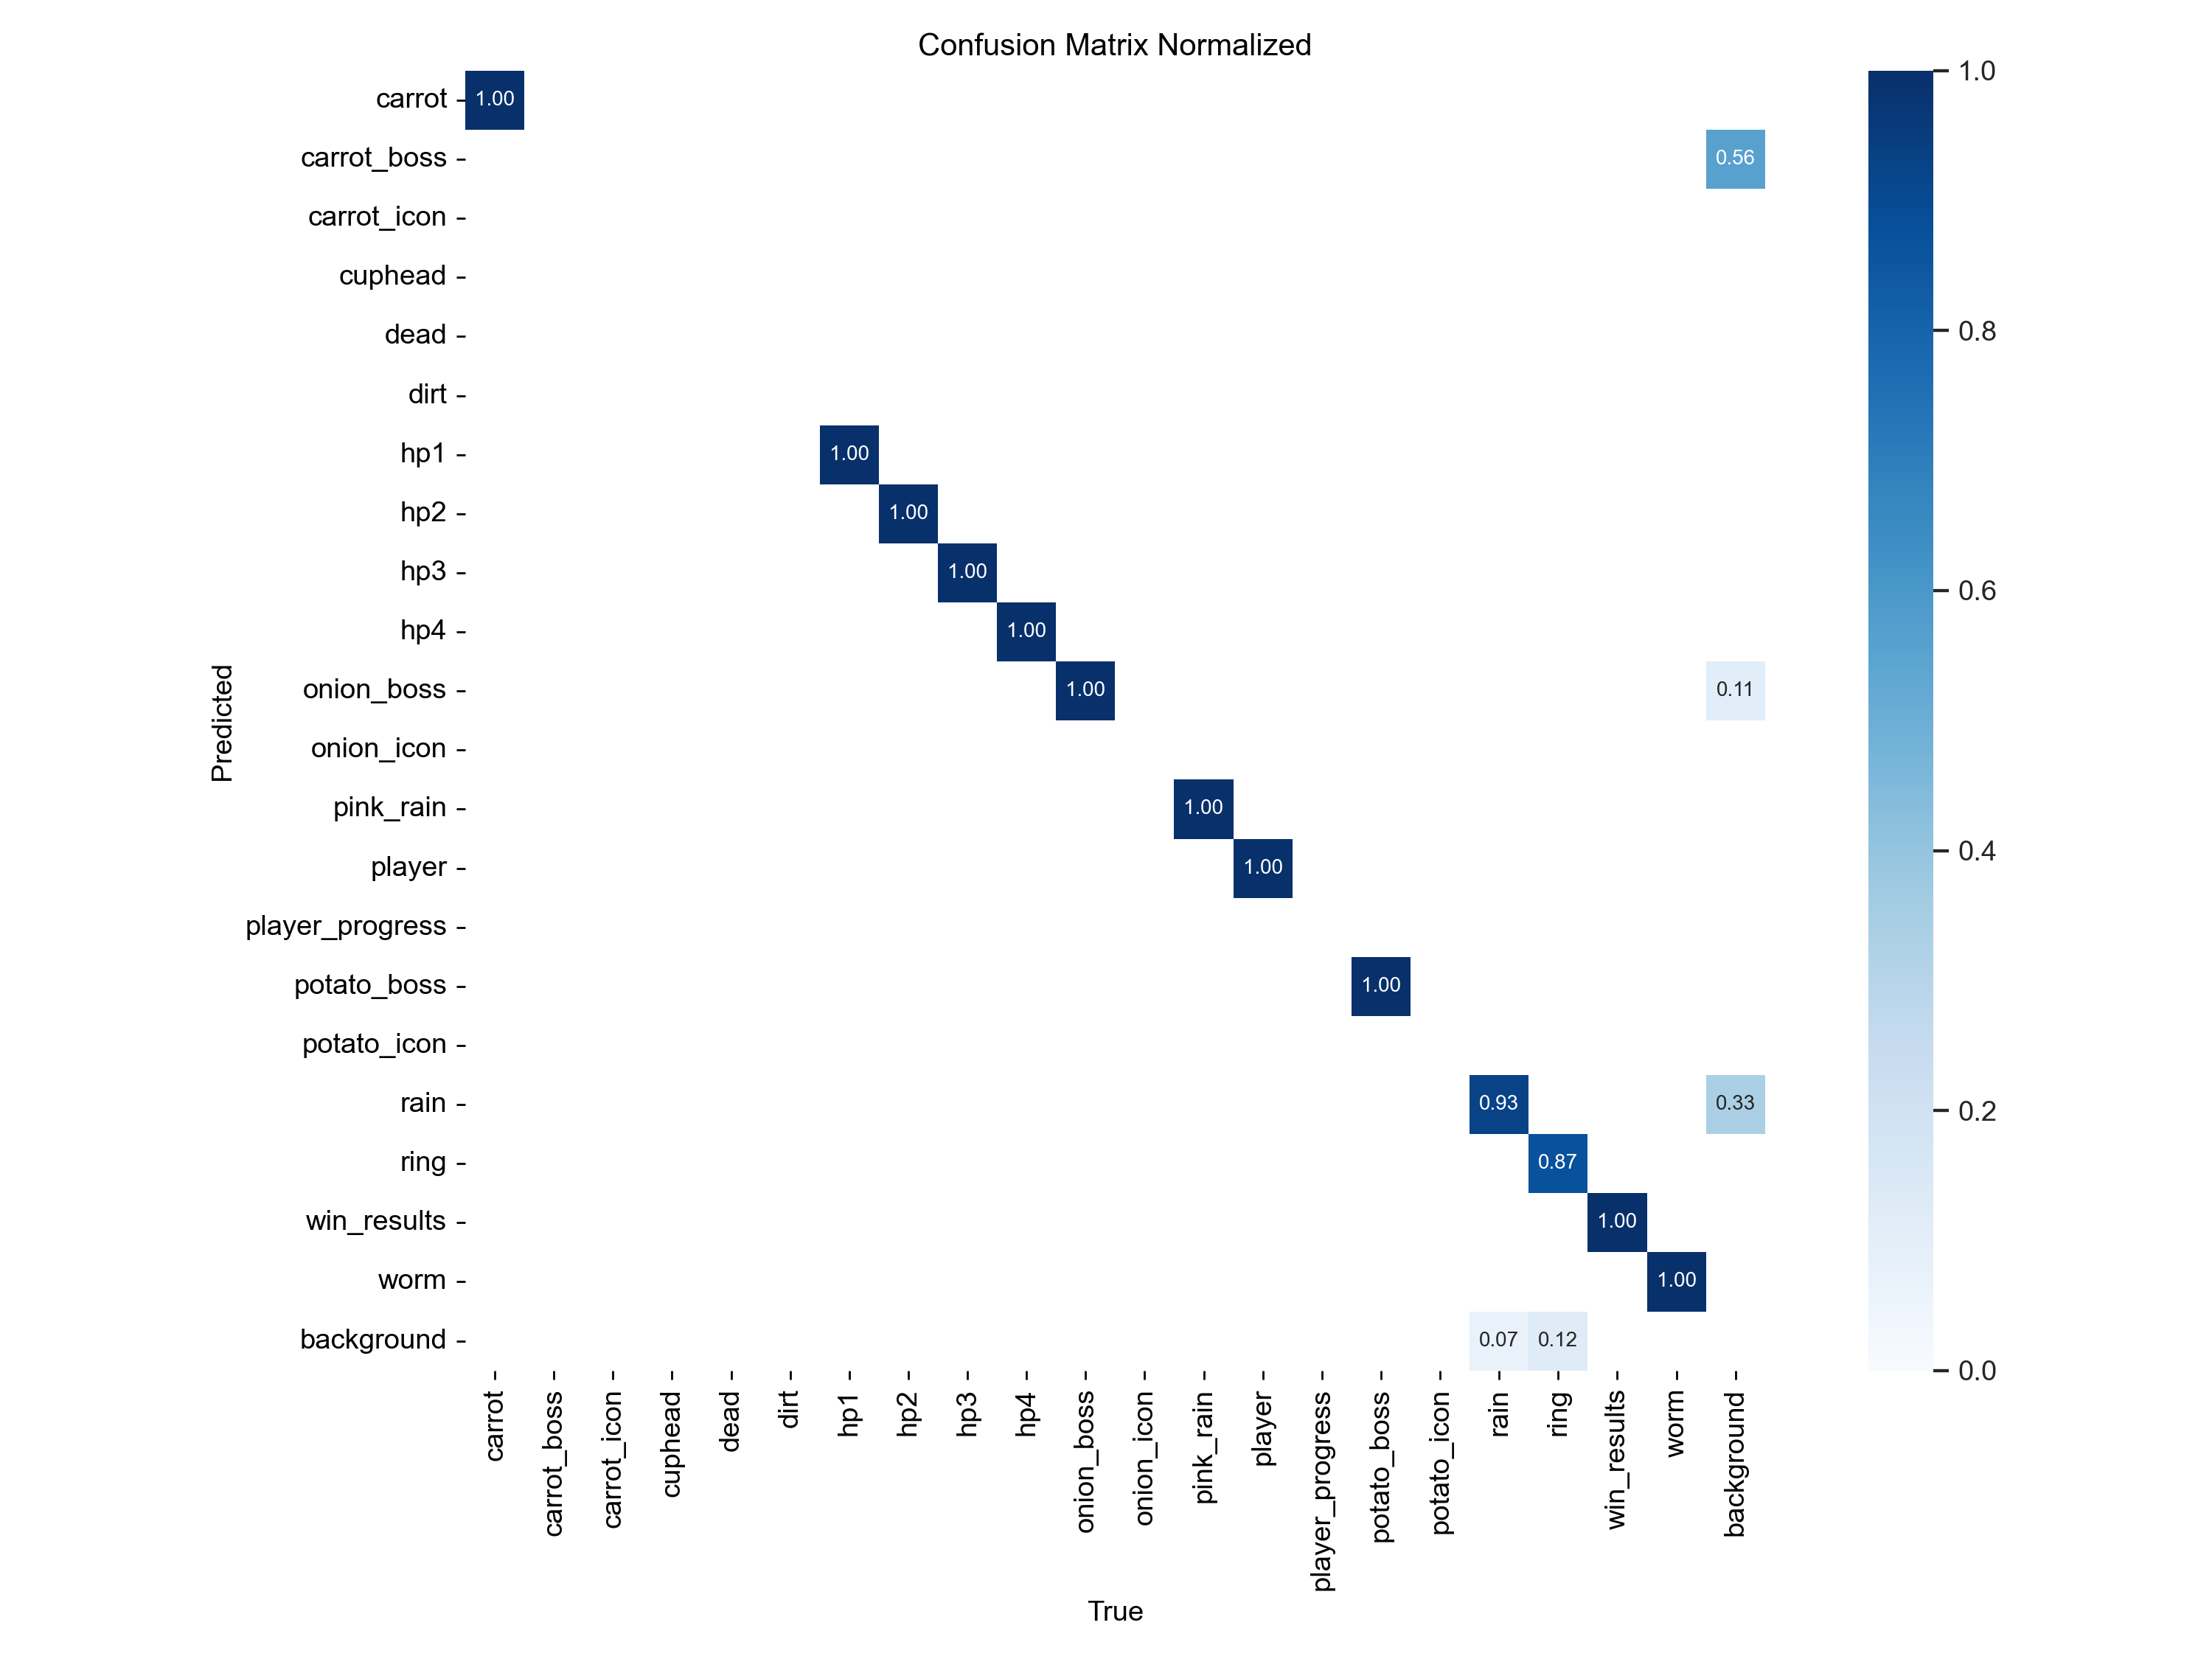 Confusion Matrix Normalized
carrot
carrot_boss
carrot_icon
cuphead
dead
dirt
hp1
hp2
hp3
hp4
onion_boss
onion_icon
pink_rain
player
player_progress
potato_boss
potato_icon
rain
ring
win_results
worm
background
Predicted
1.00
0.56
1.00
1.00
1.00
1.00
1.00 0.11
1.00
1.00
1.00
0.93 0.33
0.87
1.00
1.00
0.07 0.12
carrot
carrot_boss
carrot_icon
cuphead
dead
dirt
hp1
hp2
hp3
hp4
onion_boss
onion_icon
pink_rain
player
player_progress
potato_boss
potato_icon
rain
ring
win_results
worm
background
True
1.0
0.8
0.6
0.4
0.2
0.0